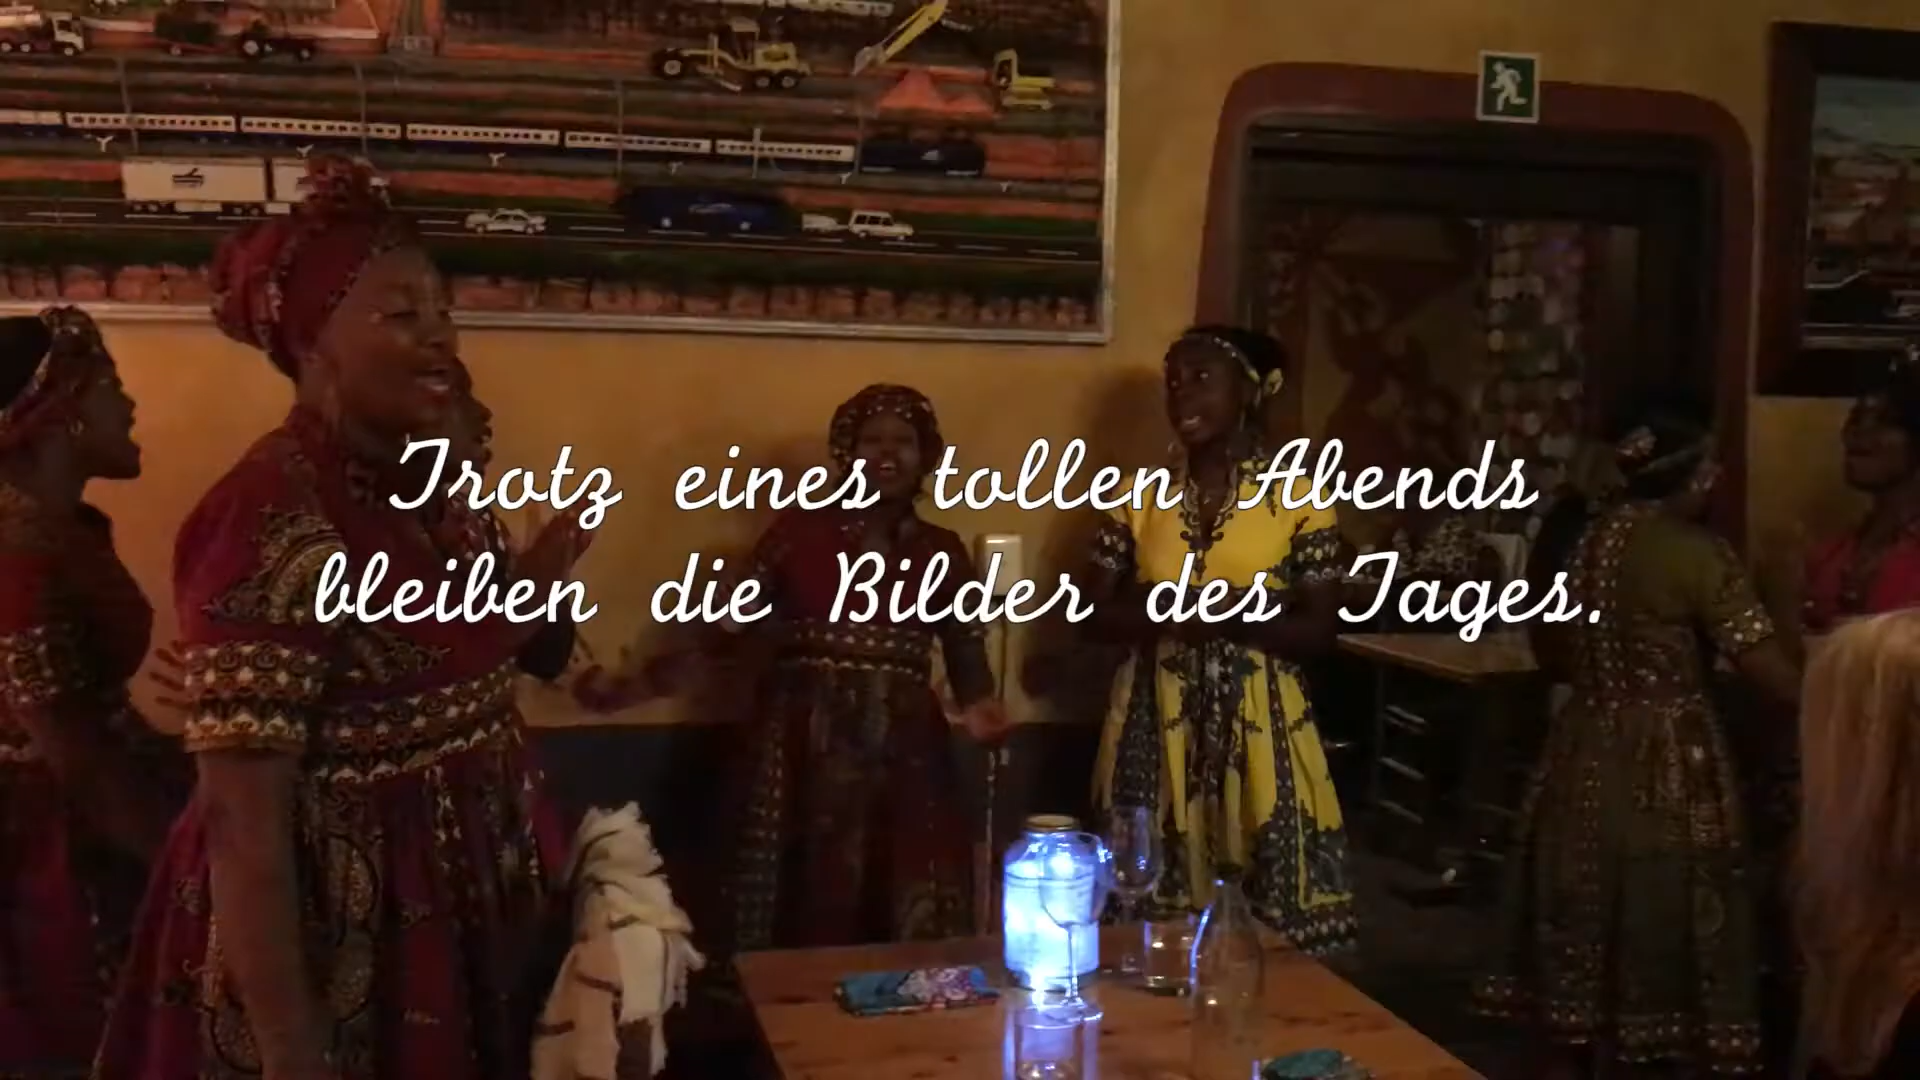 Trotz eines tollen Abends
bleiben die Bilder des Tages.